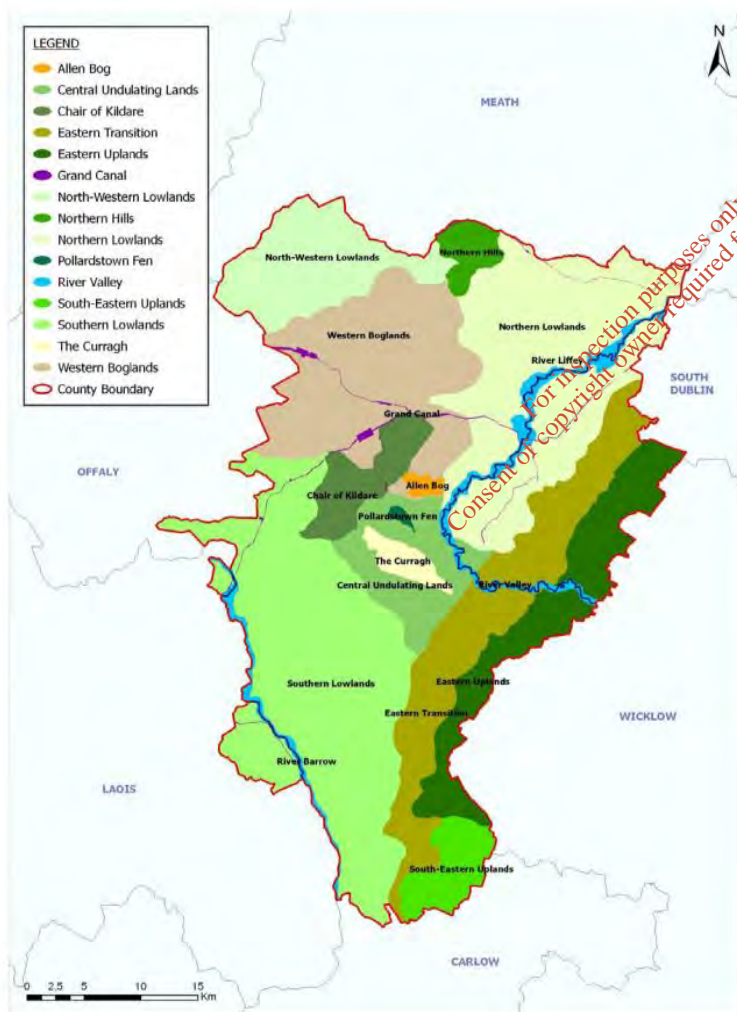 LEGEND
Allen Bog
Central Undulating Lands
Chair of Kildare
Eastern Transition
Eastern Uplands
Grand Canal
North-Western Lowlands
Northern Hills
Northern Lowlands
Pollardstown Fen
River Valley
South-Eastern Uplands
Southern Lowlands
The Curragh
Western Boglands
County Boundary
N
MEATH
For inspection purposes only
Consent of copyright owner required f
North-Western Lowlands
Northern Hills
Western Boglands
Northern Lowlands
River Liffey
SOUTH
DUBLIN
Grand Canal
OFFALY
Allen Bog
Chair of Kildare
Pollardstown Fen
The Curragh
Central Undulating Lands
River Valley
Southern Lowlands
Eastern Uplands
Eastern Transition
WICKLOW
River Barrow
LAOIS
South-Eastern Uplands
CARLOW
0 2.5 5 10 15
Km